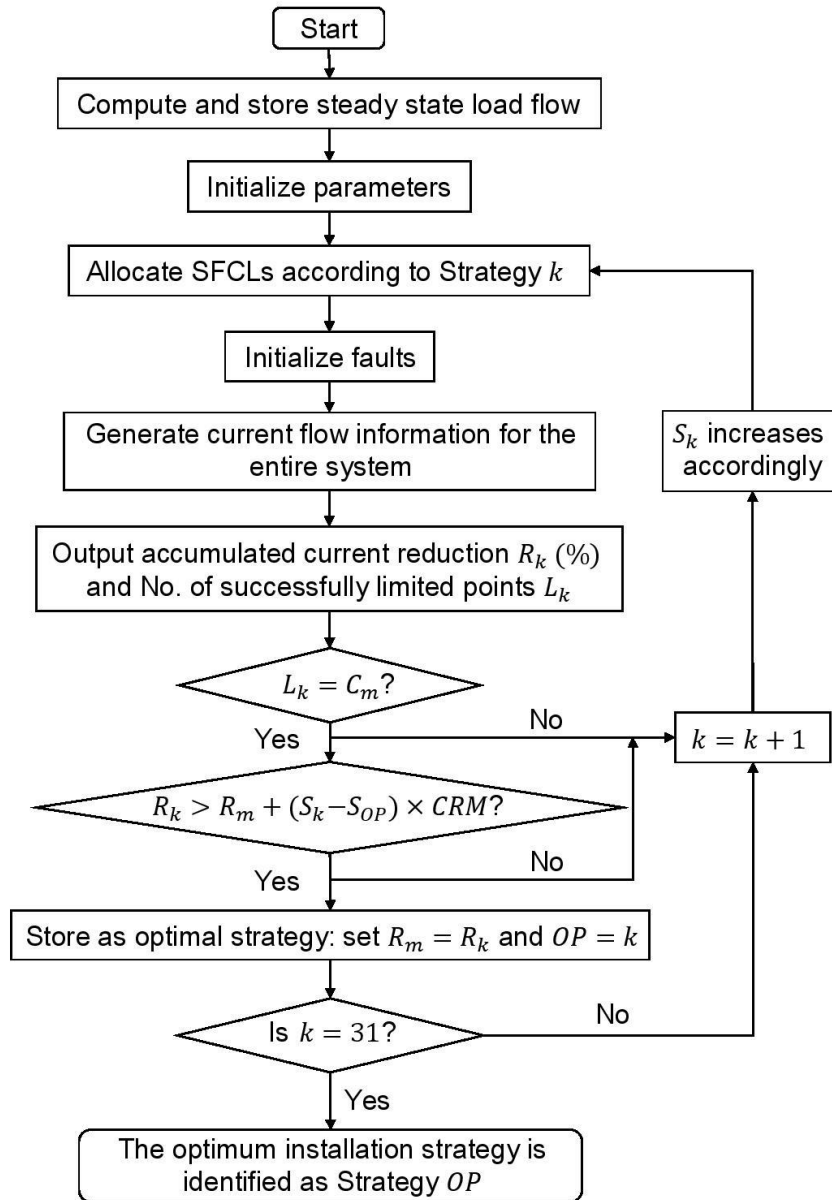 Start
Compute and store steady state load flow
Initialize parameters
Allocate SFCLs according to Strategy k
Initialize faults
Generate current flow information for the
entire system
S_k increases
accordingly
Output accumulated current reduction R_k (%)
and No. of successfully limited points L_k
L_k = C_m?
No
Yes
k = k + 1
R_k > R_m + (S_k−S_OP) × CRM?
No
Yes
Store as optimal strategy: set R_m = R_k and OP = k
Is k = 31?
No
Yes
The optimum installation strategy is
identified as Strategy OP